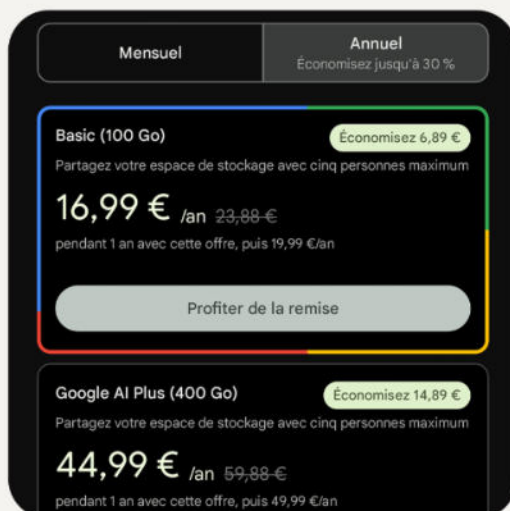 Mensuel
Annuel
Économisez jusqu'à 30 %
Basic (100 Go)
Économisez 6,89 €
Partagez votre espace de stockage avec cinq personnes maximum
16,99 € /an 23,88 €
pendant 1 an avec cette offre, puis 19,99 €/an
Profiter de la remise
Google AI Plus (400 Go)
Économisez 14,89 €
Partagez votre espace de stockage avec cinq personnes maximum
44,99 € /an 59,88 €
pendant 1 an avec cette offre, puis 49,99 €/an